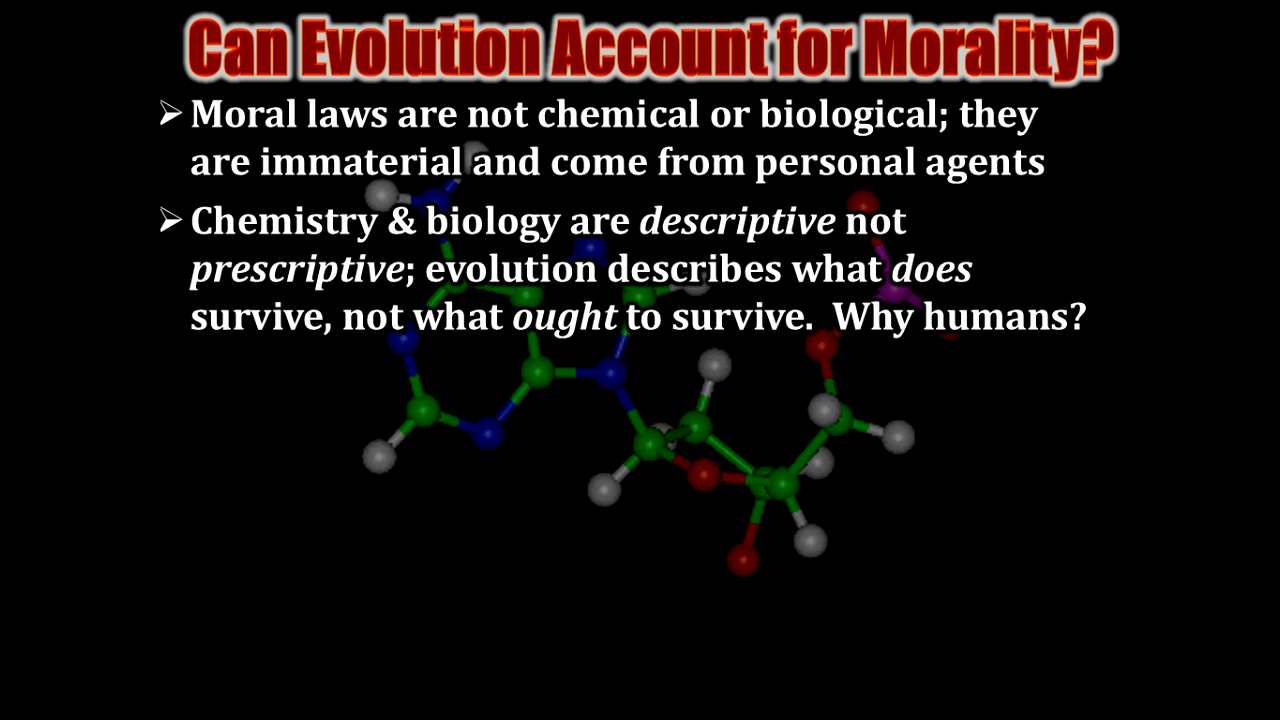 Can Evolution Account for Morality?
➢ Moral laws are not chemical or biological; they
are immaterial and come from personal agents
➢ Chemistry & biology are descriptive not
prescriptive; evolution describes what does
survive, not what ought to survive.  Why humans?